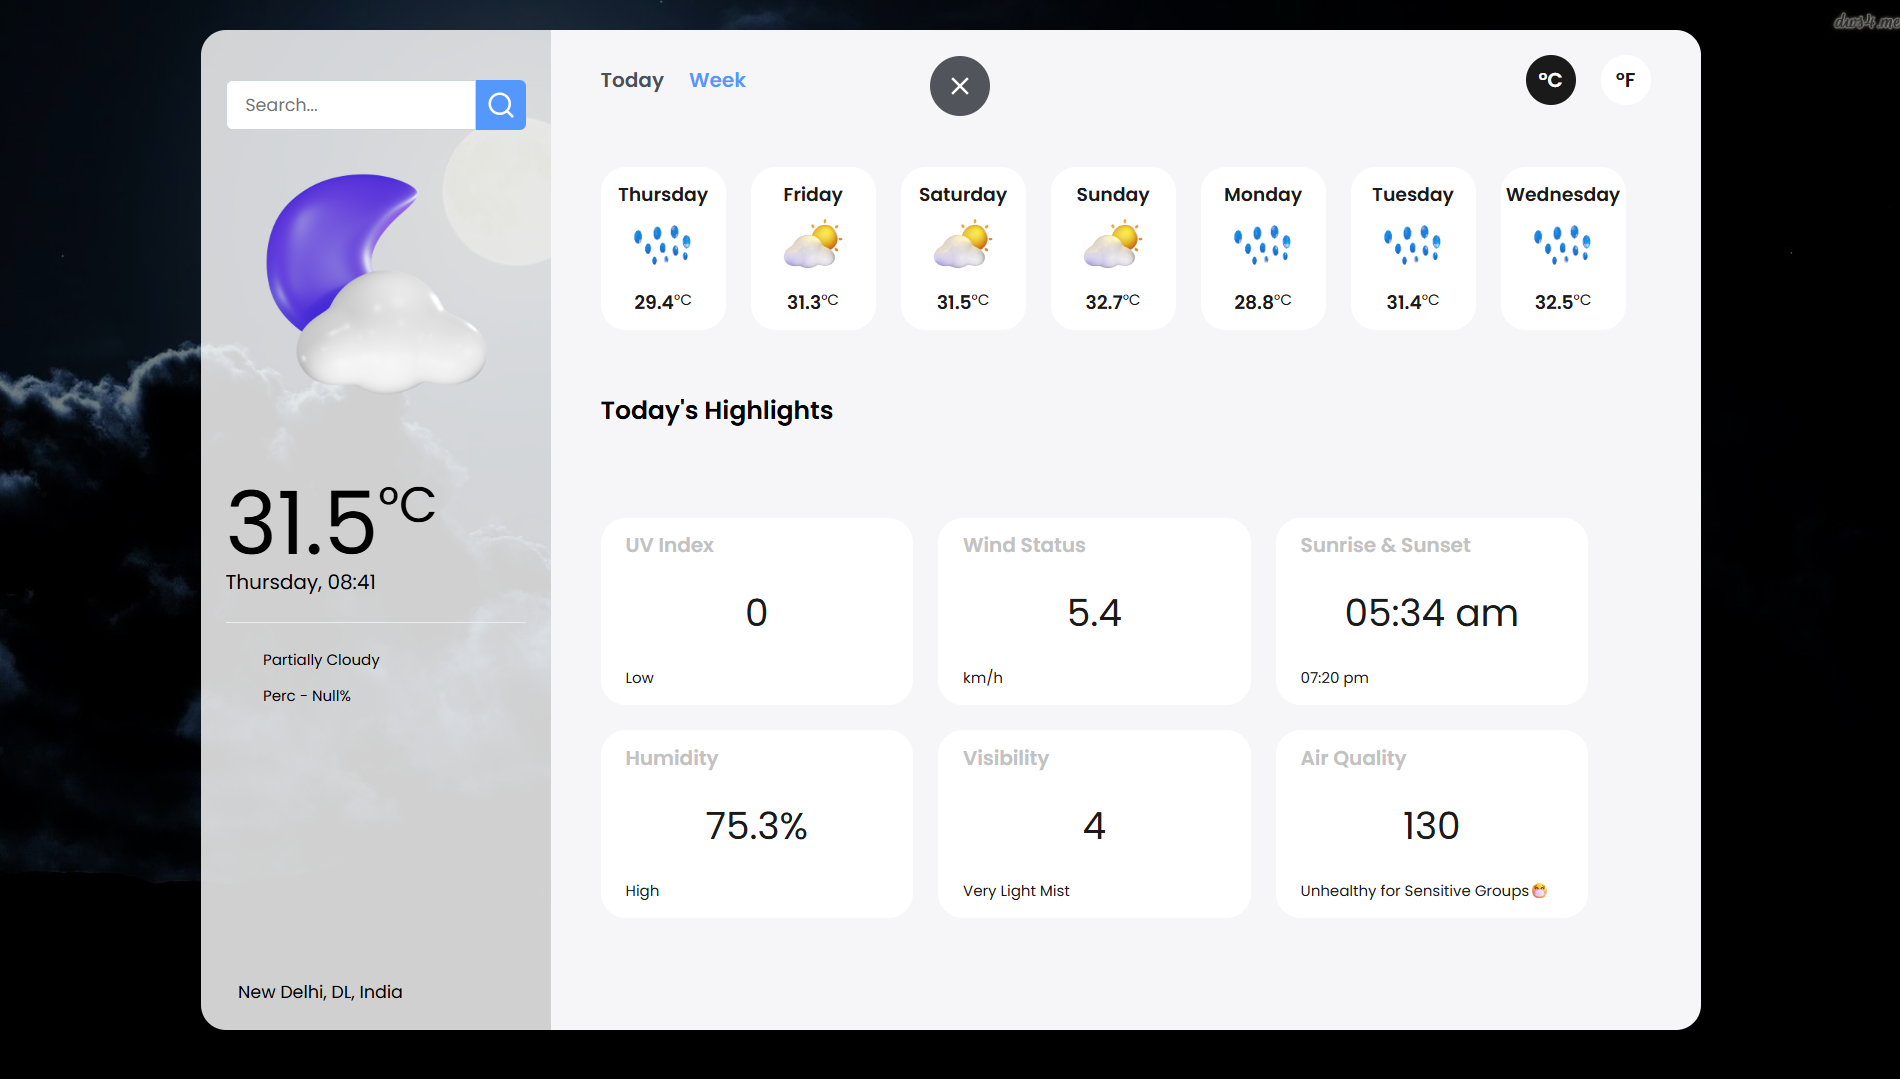 Search...
31.5°C
Thursday, 08:41
Partially Cloudy
Perc - Null%
New Delhi, DL, India
Today Week
°C °F
Thursday Friday Saturday Sunday Monday Tuesday Wednesday
29.4°C 31.3°C 31.5°C 32.7°C 28.8°C 31.4°C 32.5°C
Today's Highlights
UV Index
0
Low
Wind Status
5.4
km/h
Sunrise & Sunset
05:34 am
07:20 pm
Humidity
75.3%
High
Visibility
4
Very Light Mist
Air Quality
130
Unhealthy for Sensitive Groups😷